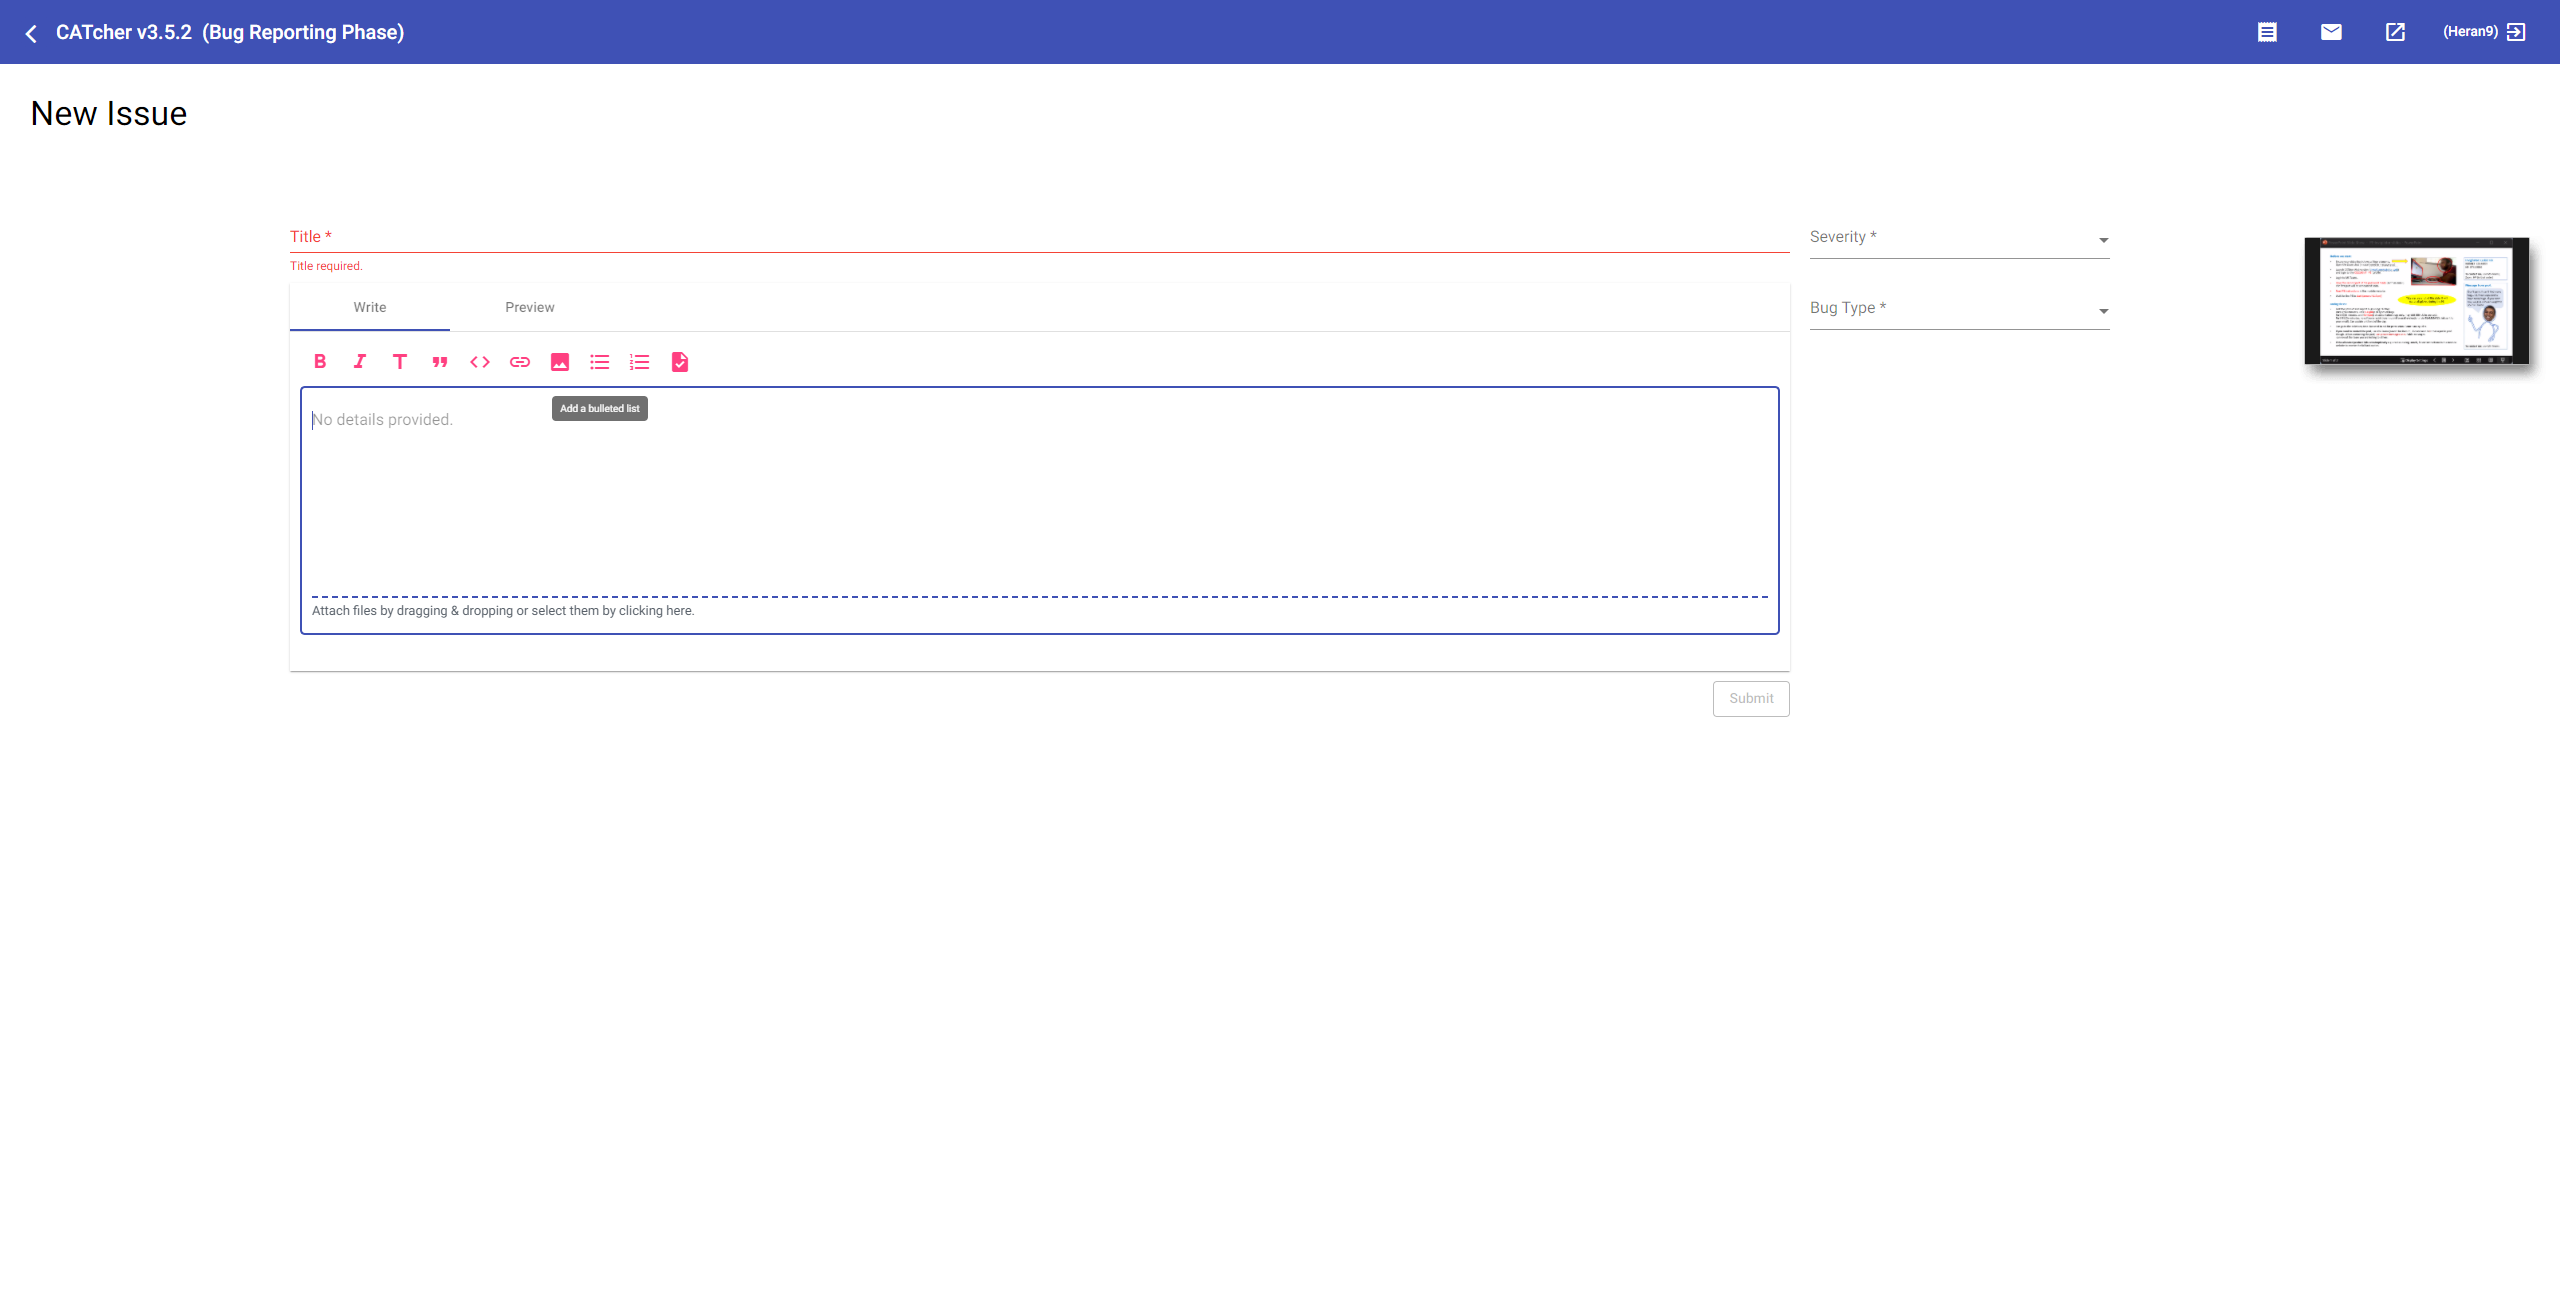 CATcher v3.5.2 (Bug Reporting Phase)
(Heran9)
New Issue
Title *
Title required.
Severity *
Bug Type *
Write
Preview
Add a bulleted list
No details provided.
Attach files by dragging & dropping or select them by clicking here.
Submit